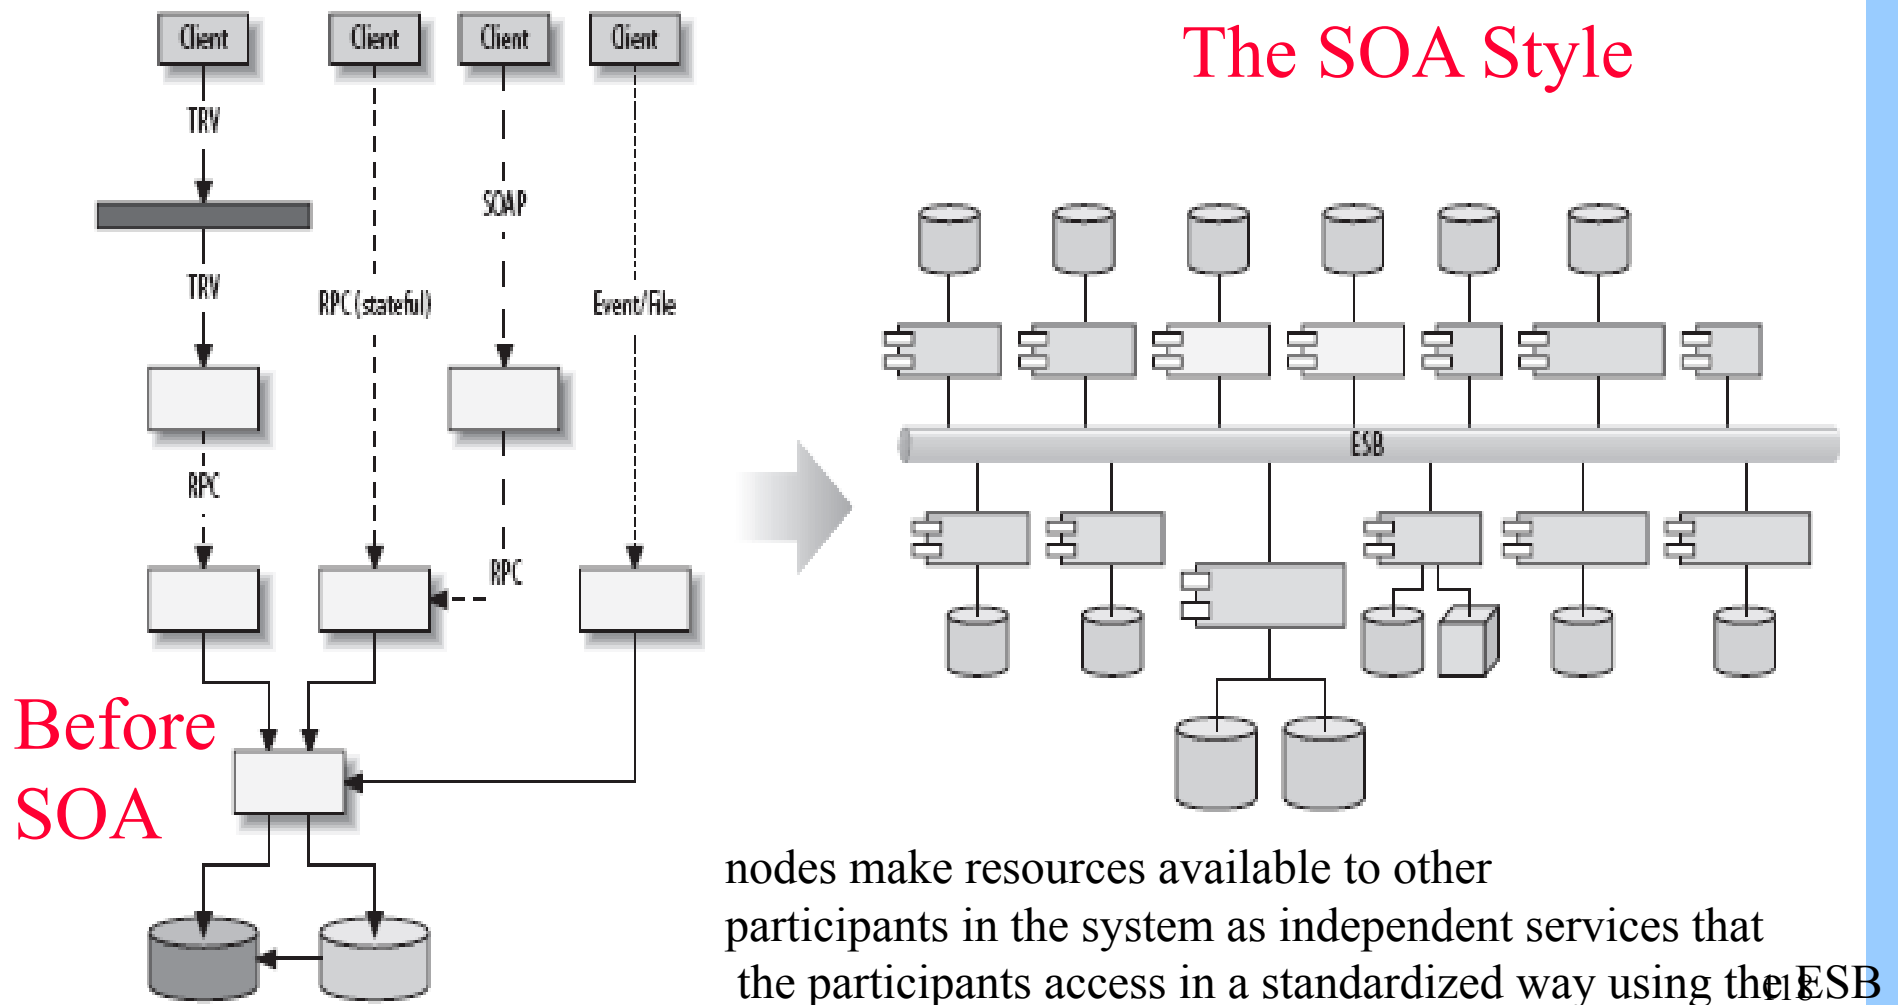 The SOA Style
Client
Client
Client
Client
TRV
SOAP
TRV
RPC (stateful)
Event/File
ESB
RPC
RPC
Before
SOA
nodes make resources available to other
participants in the system as independent services that
the participants access in a standardized way using the ESB